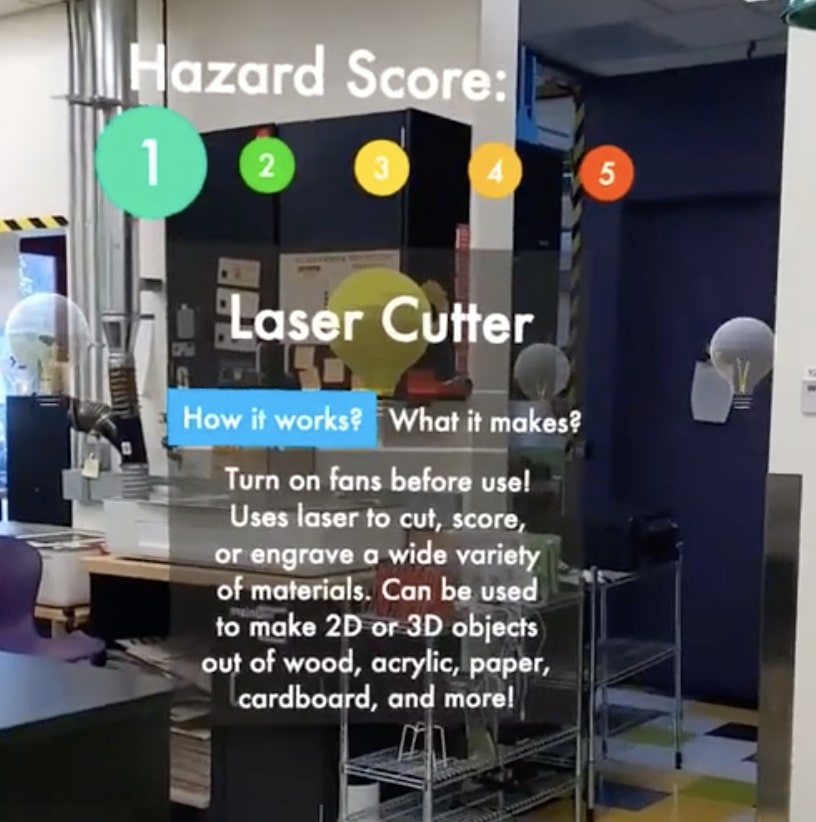 Hazard Score:
1 2 3 4 5
Laser Cutter
How it works? What it makes?
Turn on fans before use!
Uses laser to cut, score,
or engrave a wide variety
of materials. Can be used
to make 2D or 3D objects
out of wood, acrylic, paper,
cardboard, and more!